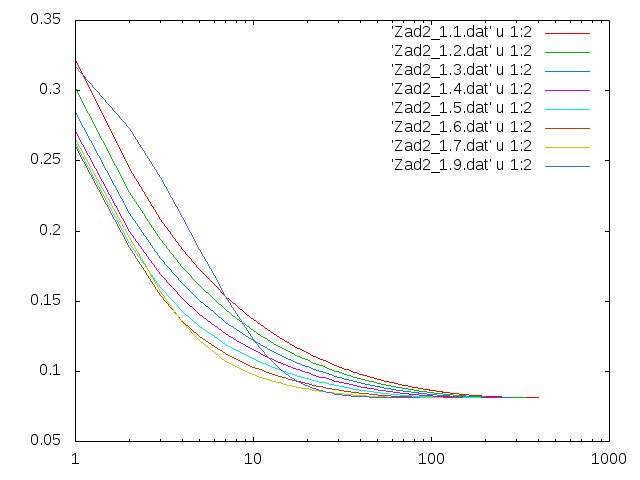 0.35
0.3
0.25
0.2
0.15
0.1
0.05
1
10
100
1000
'Zad2_1.1.dat' u 1:2
'Zad2_1.2.dat' u 1:2
'Zad2_1.3.dat' u 1:2
'Zad2_1.4.dat' u 1:2
'Zad2_1.5.dat' u 1:2
'Zad2_1.6.dat' u 1:2
'Zad2_1.7.dat' u 1:2
'Zad2_1.9.dat' u 1:2